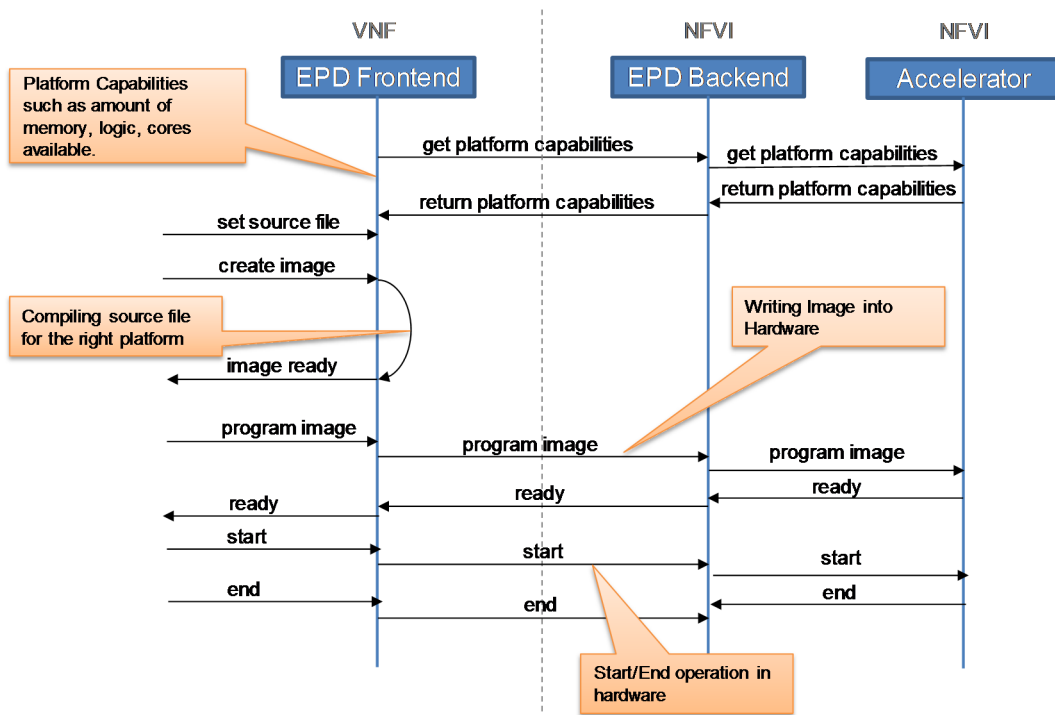 VNF
NFVI
NFVI
EPD Frontend
EPD Backend
Accelerator
Platform Capabilities
such as amount of
memory, logic, cores
available.
get platform capabilities
get platform capabilities
return platform capabilities
return platform capabilities
set source file
create image
Compiling source file
for the right platform
Writing Image into
Hardware
image ready
program image
program image
program image
ready
ready
ready
start
start
start
end
end
end
Start/End operation in
hardware